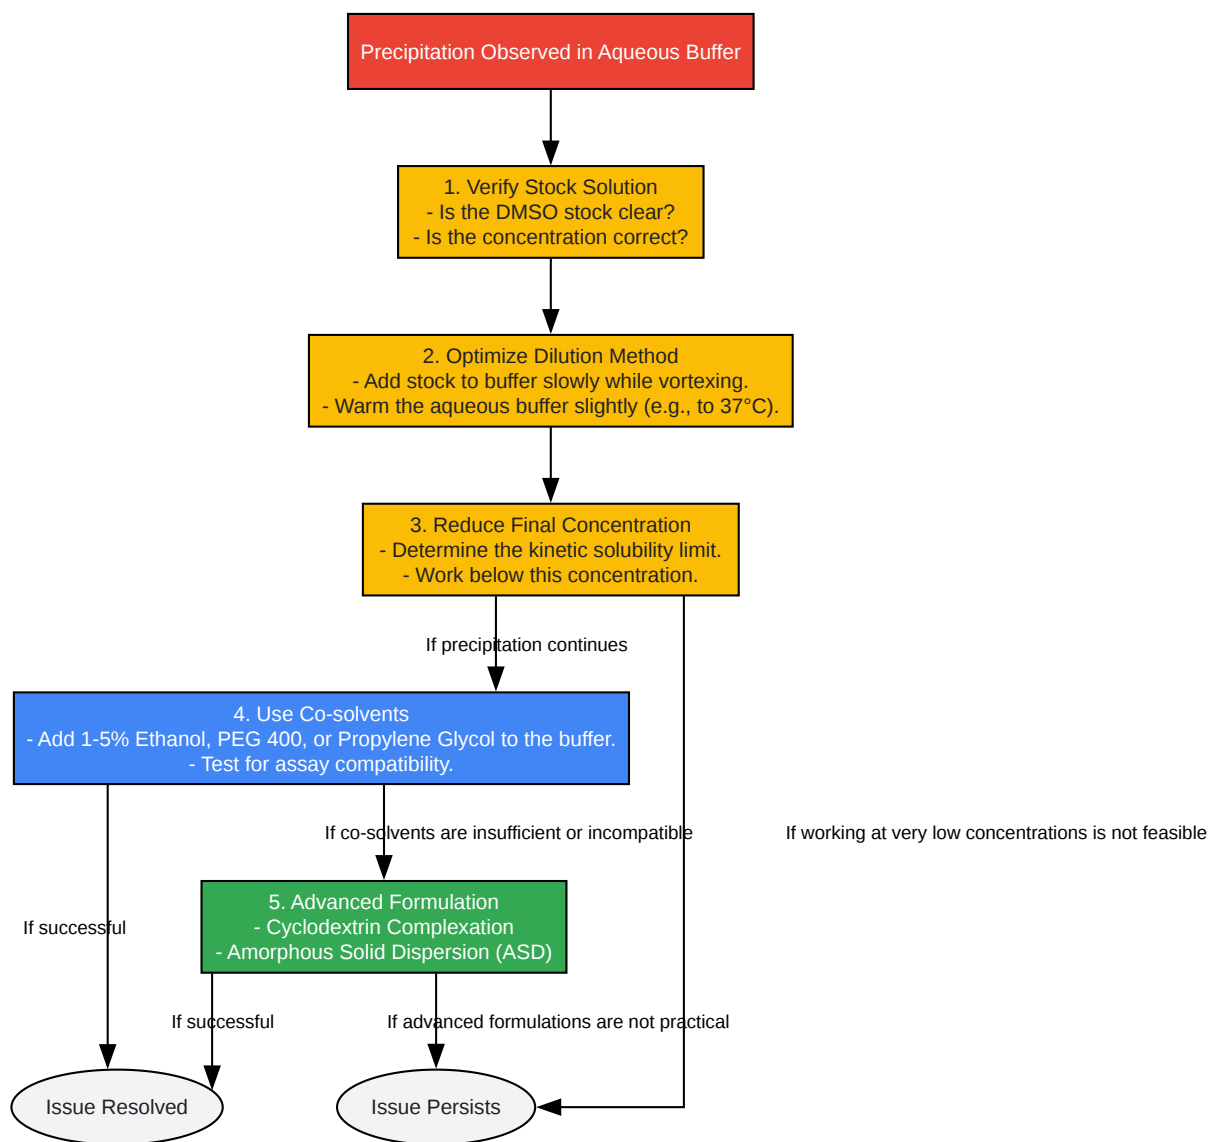 Precipitation Observed in Aqueous Buffer
1. Verify Stock Solution
- Is the DMSO stock clear?
- Is the concentration correct?
2. Optimize Dilution Method
- Add stock to buffer slowly while vortexing.
- Warm the aqueous buffer slightly (e.g., to 37°C).
3. Reduce Final Concentration
- Determine the kinetic solubility limit.
- Work below this concentration.
If precipitation continues
4. Use Co-solvents
- Add 1-5% Ethanol, PEG 400, or Propylene Glycol to the buffer.
- Test for assay compatibility.
If co-solvents are insufficient or incompatible
If working at very low concentrations is not feasible
5. Advanced Formulation
- Cyclodextrin Complexation
- Amorphous Solid Dispersion (ASD)
If successful
If successful
If advanced formulations are not practical
Issue Resolved
Issue Persists